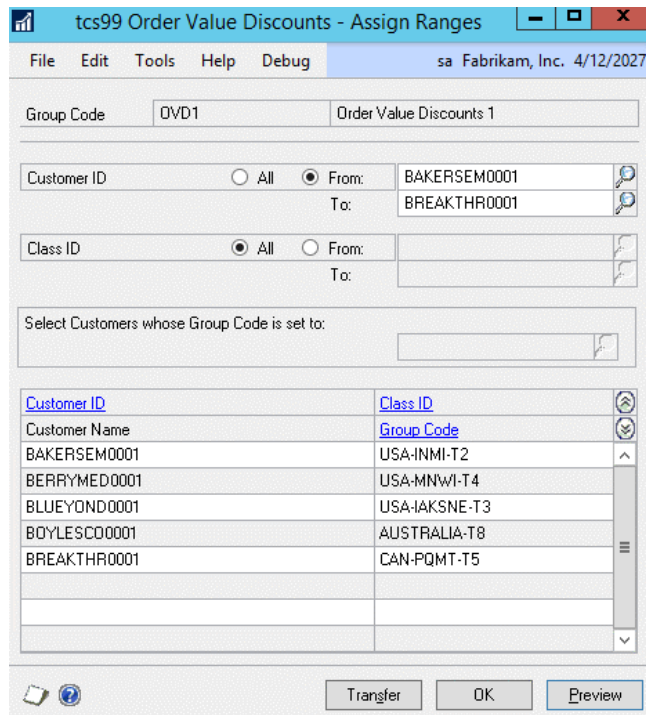 tcs99 Order Value Discounts - Assign Ranges
File Edit Tools Help Debug sa Fabrikam, Inc. 4/12/2027
Group Code OVD1 Order Value Discounts 1
Customer ID All From: BAKERSEM0001
To: BREAKTHR0001
Class ID All From:
To:
Select Customers whose Group Code is set to:
Customer ID Class ID
Customer Name Group Code
BAKERSEM0001 USA-INMI-T2
BERRYMED0001 USA-MNWI-T4
BLUEYOND0001 USA-IAKSNE-T3
BOYLESCO0001 AUSTRALIA-T8
BREAKTHR0001 CAN-PQMT-T5
Transfer OK Preview